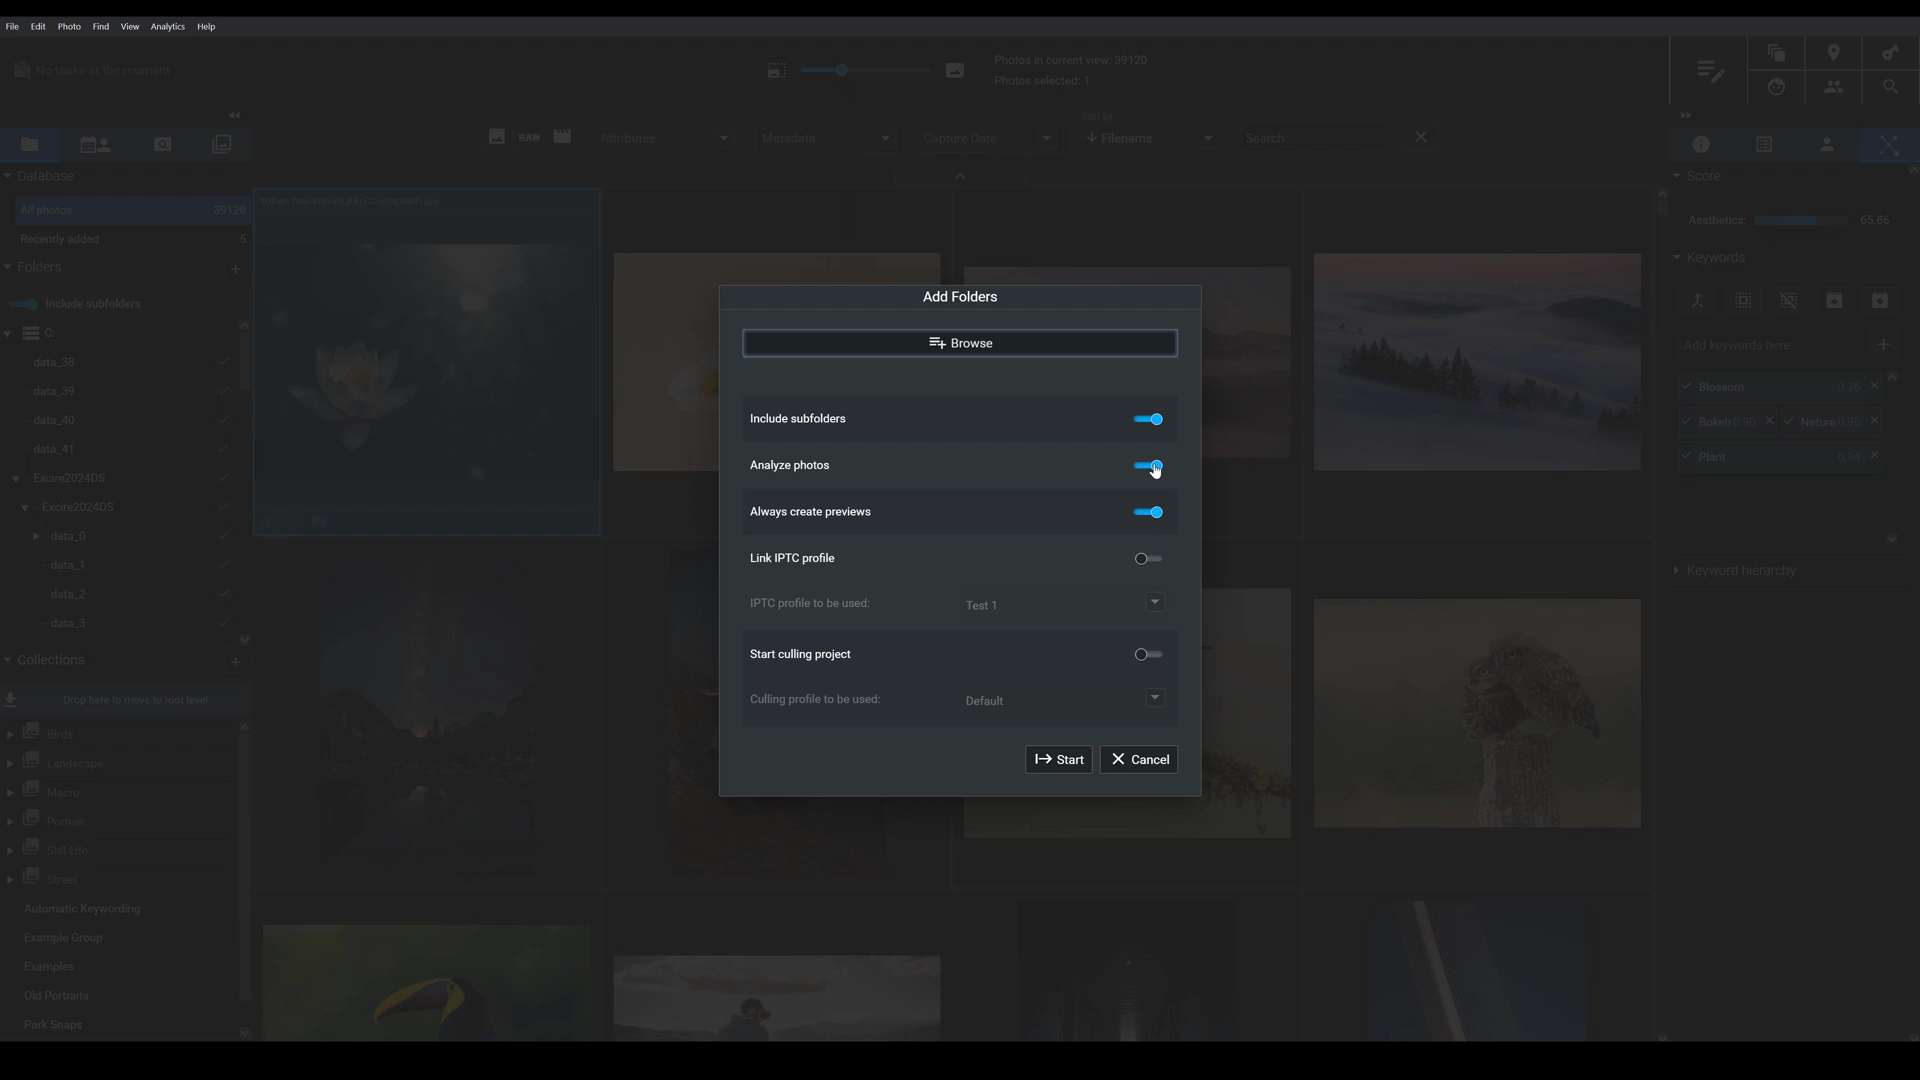 File Edit Photo Find View Analytics Help
No tasks at the moment
Photos in current view: 39120
Photos selected: 1
RAW
Attributes
Metadata
Capture Date
Sort by
Filename
Search
Database
All photos 39120
Recently added 5
Folders
Include subfolders
C:
data_38
data_39
data_40
data_41
Excire2024DS
Excire2024DS
data_0
data_1
data_2
data_3
Collections
Drop here to move to root level
Birds
Landscape
Macro
Portrait
Still Life
Street
Automatic Keywording
Example Group
Examples
Old Portraits
Park Snaps
Add Folders
Browse
Include subfolders
Analyze photos
Always create previews
Link IPTC profile
IPTC profile to be used: Test 1
Start culling project
Culling profile to be used: Default
Start Cancel
Score
Aesthetics: 65.86
Keywords
Add keywords here
Blossom 0.76
Bokeh 0.90 Nature 0.95
Plant 0.94
Keyword hierarchy